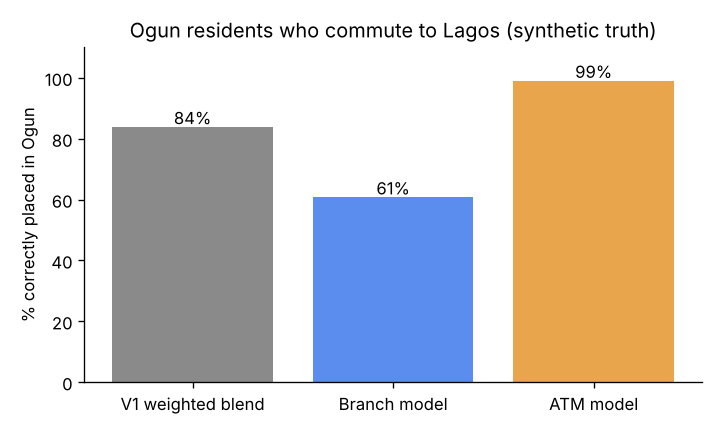 Ogun residents who commute to Lagos (synthetic truth)
% correctly placed in Ogun
100
80
60
40
20
0
84%
61%
99%
V1 weighted blend
Branch model
ATM model